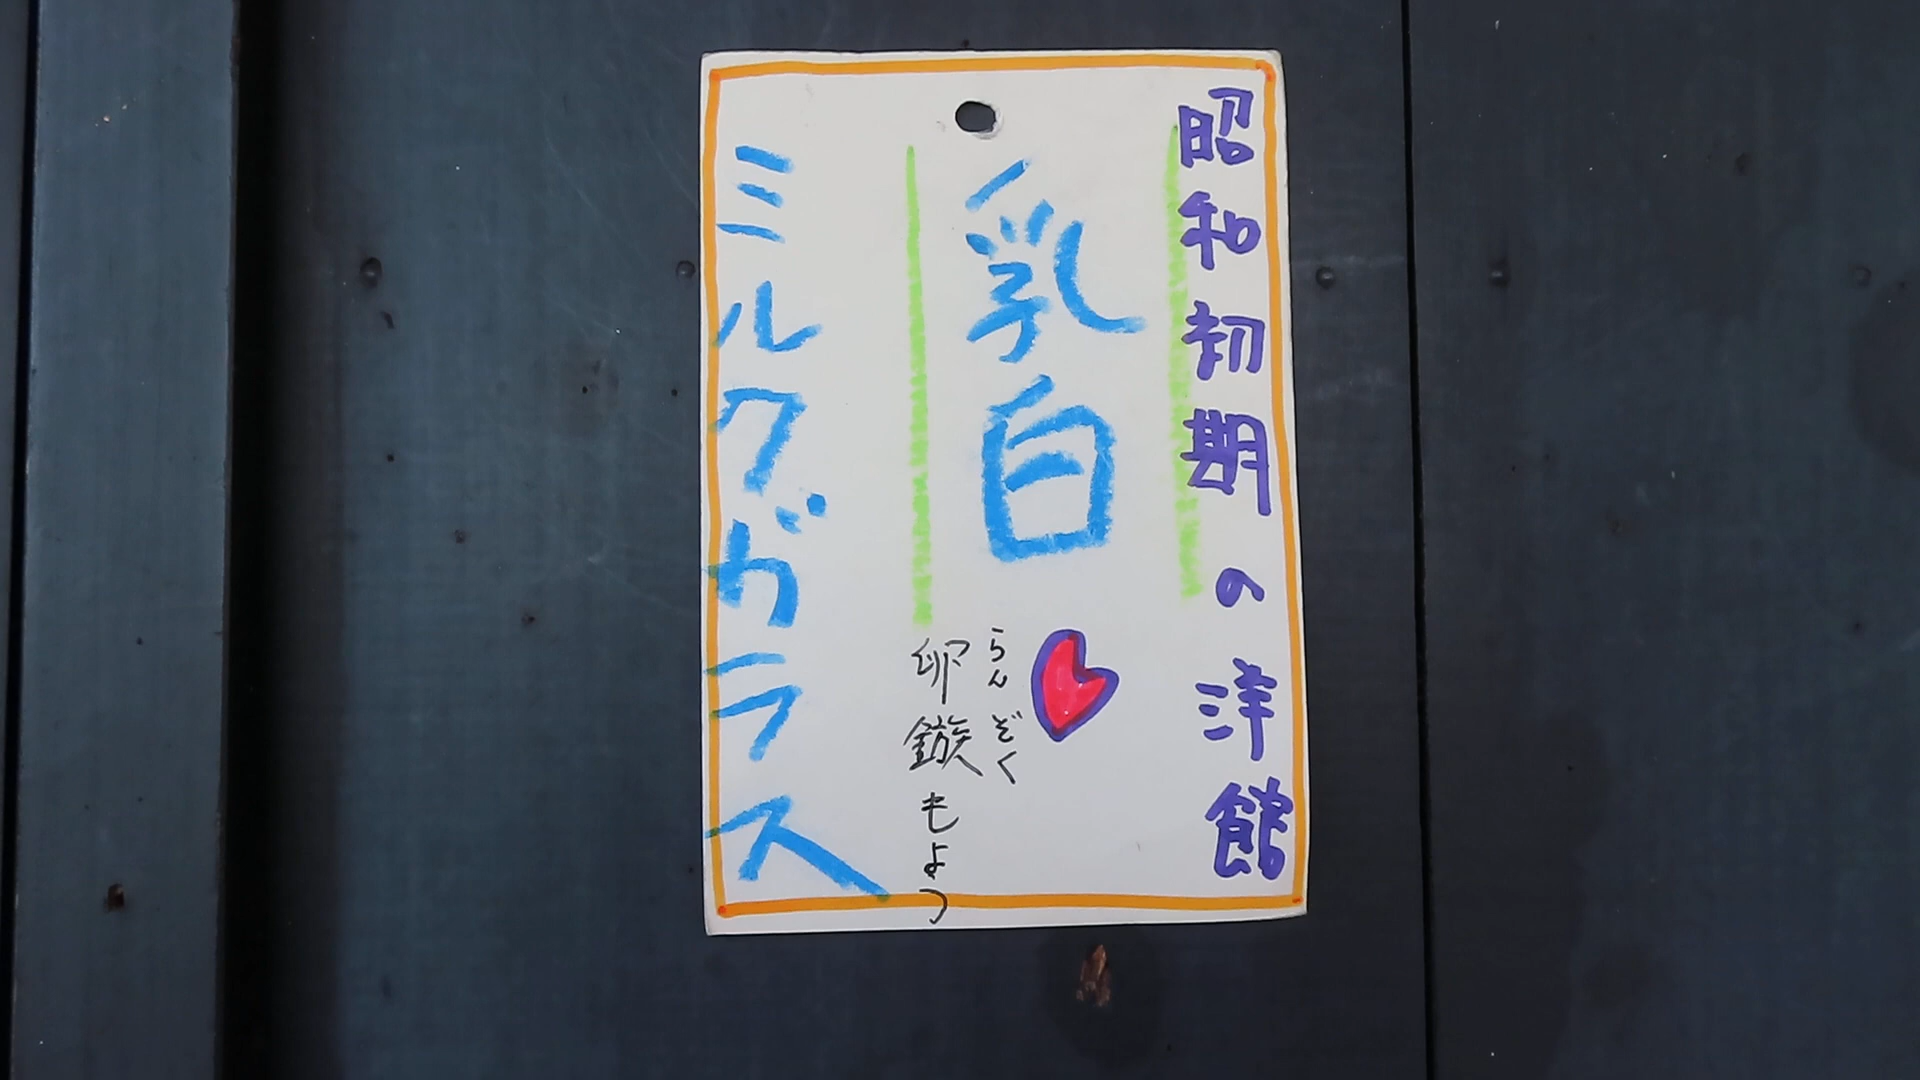 昭和初期の洋館
乳白
らんぞく
卵鏃もよう
ミルクガラス